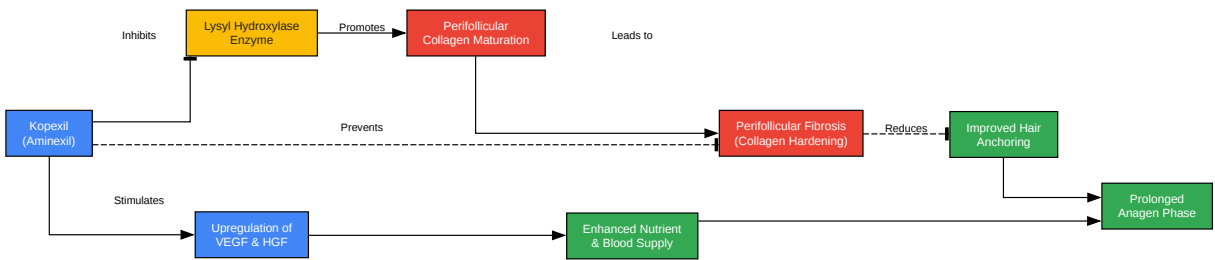 Inhibits
Lysyl Hydroxylase
Enzyme
Promotes
Perifollicular
Collagen Maturation
Leads to
Kopexil
(Aminexil)
Prevents
Perifollicular Fibrosis
(Collagen Hardening)
Reduces
Improved Hair
Anchoring
Stimulates
Upregulation of
VEGF & HGF
Enhanced Nutrient
& Blood Supply
Prolonged
Anagen Phase